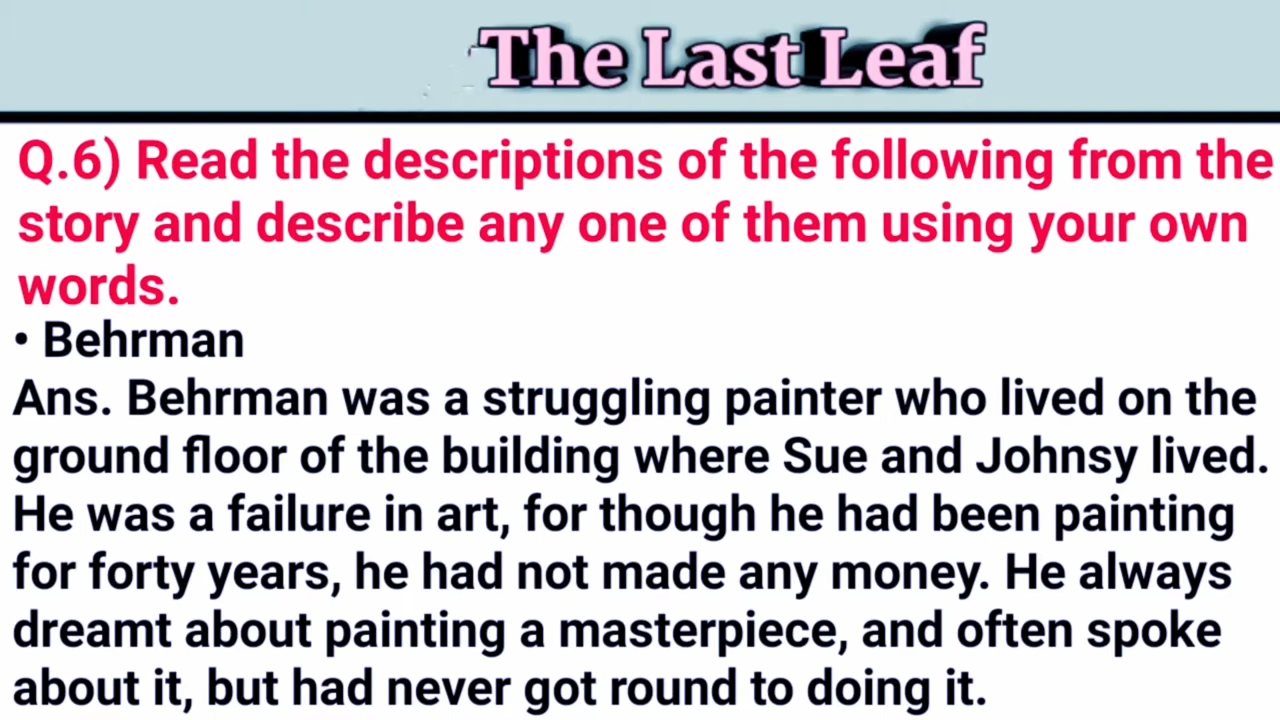 The Last Leaf
Q.6) Read the descriptions of the following from the
story and describe any one of them using your own
words.
• Behrman
Ans. Behrman was a struggling painter who lived on the
ground floor of the building where Sue and Johnsy lived.
He was a failure in art, for though he had been painting
for forty years, he had not made any money. He always
dreamt about painting a masterpiece, and often spoke
about it, but had never got round to doing it.